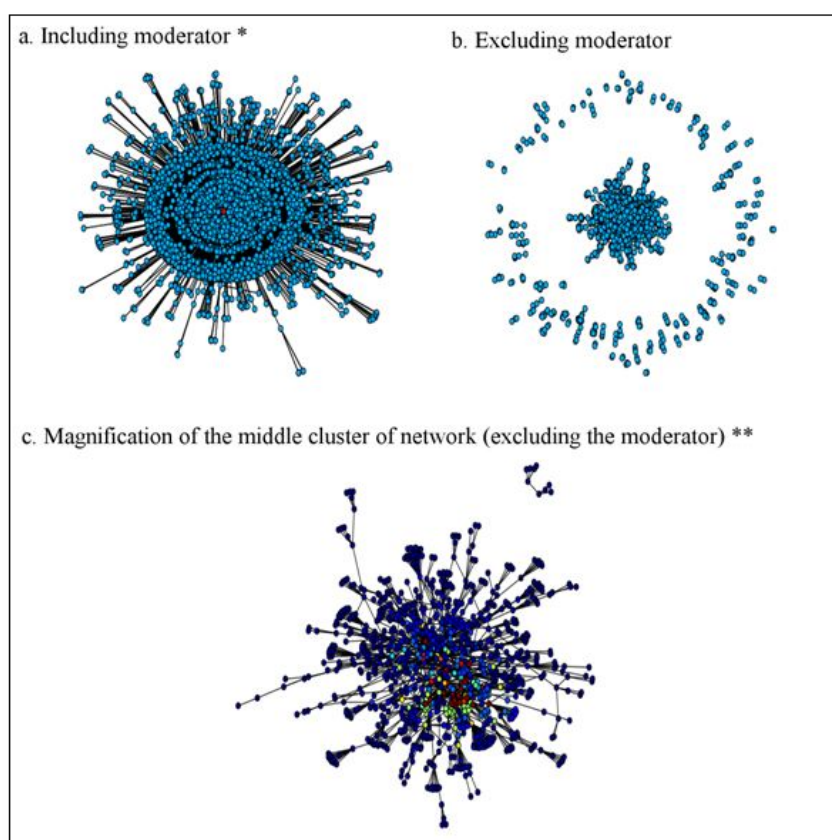 a. Including moderator *
b. Excluding moderator
c. Magnification of the middle cluster of network (excluding the moderator) **